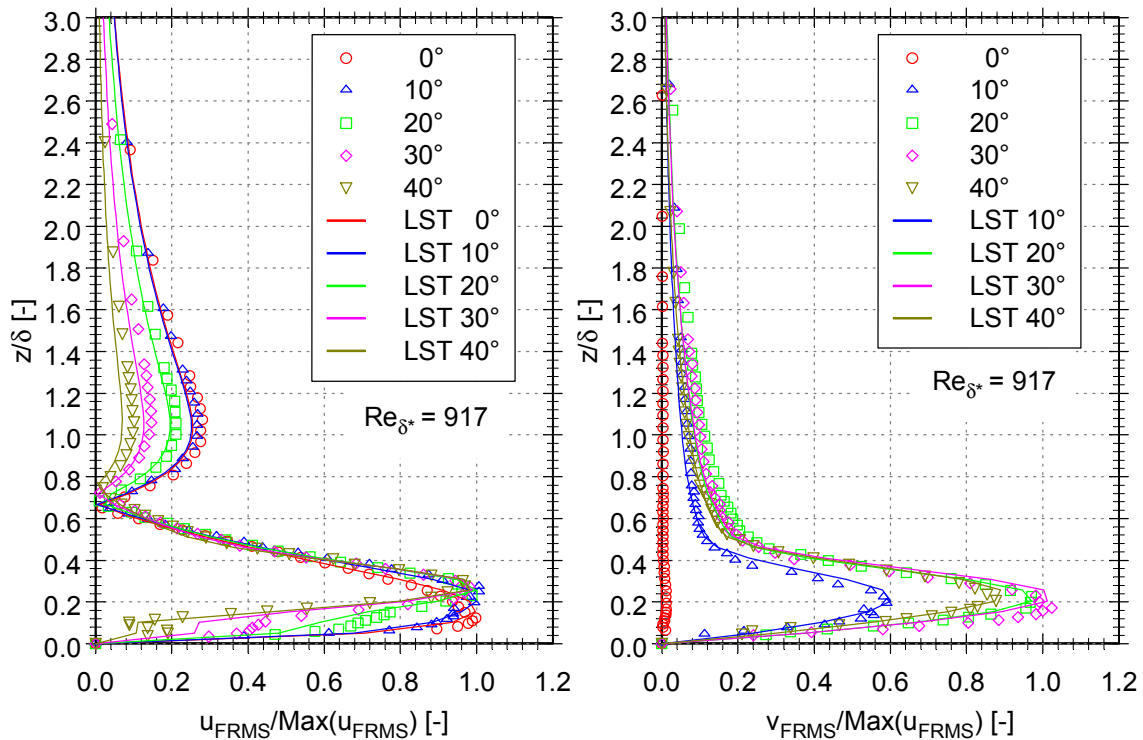 3.0
2.8
2.6
2.4
2.2
2.0
1.8
1.6
1.4
1.2
1.0
0.8
0.6
0.4
0.2
0.0
z/δ [-]
0°
10°
20°
30°
40°
LST 0°
LST 10°
LST 20°
LST 30°
LST 40°
Reδ* = 917
0.0 0.2 0.4 0.6 0.8 1.0 1.2
uFRMS/Max(uFRMS) [-]
3.0
2.8
2.6
2.4
2.2
2.0
1.8
1.6
1.4
1.2
1.0
0.8
0.6
0.4
0.2
0.0
z/δ [-]
0°
10°
20°
30°
40°
LST 10°
LST 20°
LST 30°
LST 40°
Reδ* = 917
0.0 0.2 0.4 0.6 0.8 1.0 1.2
vFRMS/Max(uFRMS) [-]